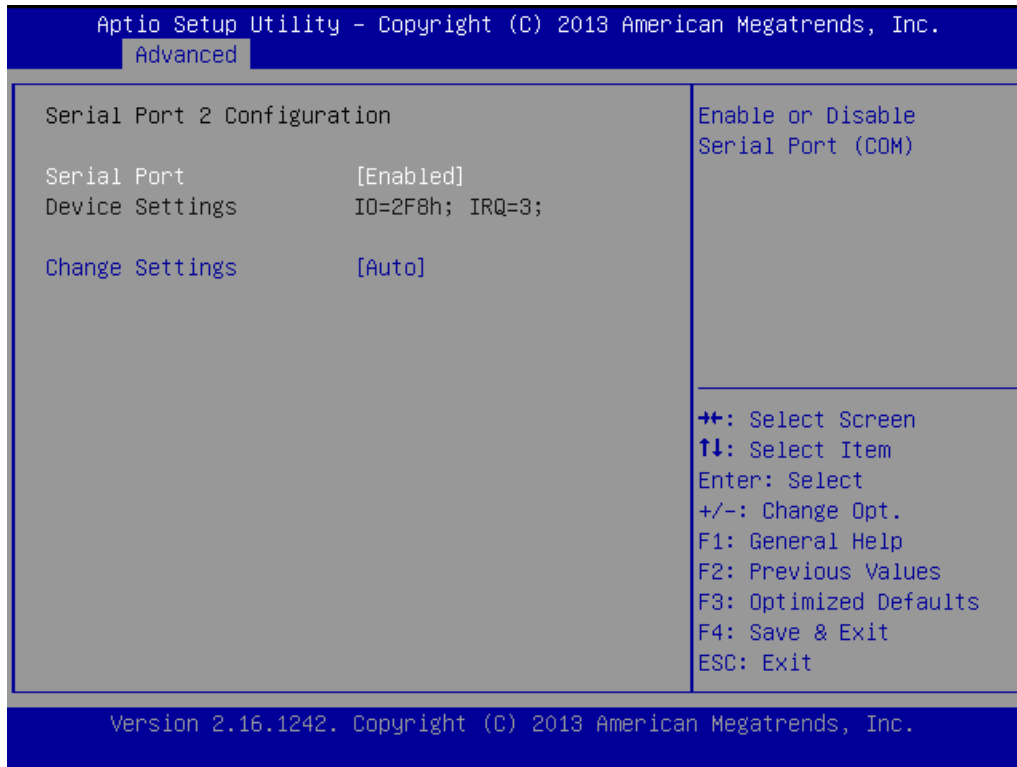 Aptio Setup Utility – Copyright (C) 2013 American Megatrends, Inc.
Advanced
Serial Port 2 Configuration
Serial Port [Enabled]
Device Settings IO=2F8h; IRQ=3;
Change Settings [Auto]
Enable or Disable
Serial Port (COM)
→←: Select Screen
↑↓: Select Item
Enter: Select
+/-: Change Opt.
F1: General Help
F2: Previous Values
F3: Optimized Defaults
F4: Save & Exit
ESC: Exit
Version 2.16.1242. Copyright (C) 2013 American Megatrends, Inc.